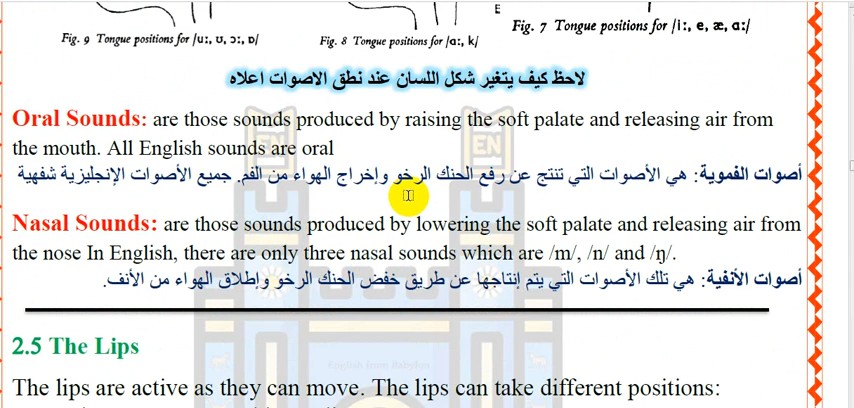 E
Fig. 9 Tongue positions for /uː, ʊ, ɔː, ɒ/
Fig. 8 Tongue positions for /ɑː, k/
Fig. 7 Tongue positions for /iː, e, æ, ɑː/
لاحظ كيف يتغير شكل اللسان عند نطق الاصوات اعلاه
Oral Sounds: are those sounds produced by raising the soft palate and releasing air from
the mouth. All English sounds are oral
أصوات الفموية: هي الأصوات التي تنتج عن رفع الحنك الرخو وإخراج الهواء من الفم. جميع الأصوات الإنجليزية شفهية
Nasal Sounds: are those sounds produced by lowering the soft palate and releasing air from
the nose In English, there are only three nasal sounds which are /m/, /n/ and /ŋ/.
أصوات الأنفية: هي تلك الأصوات التي يتم إنتاجها عن طريق خفض الحنك الرخو وإطلاق الهواء من الأنف.
2.5 The Lips
English from Babylon
The lips are active as they can move. The lips can take different positions:
EN
EN